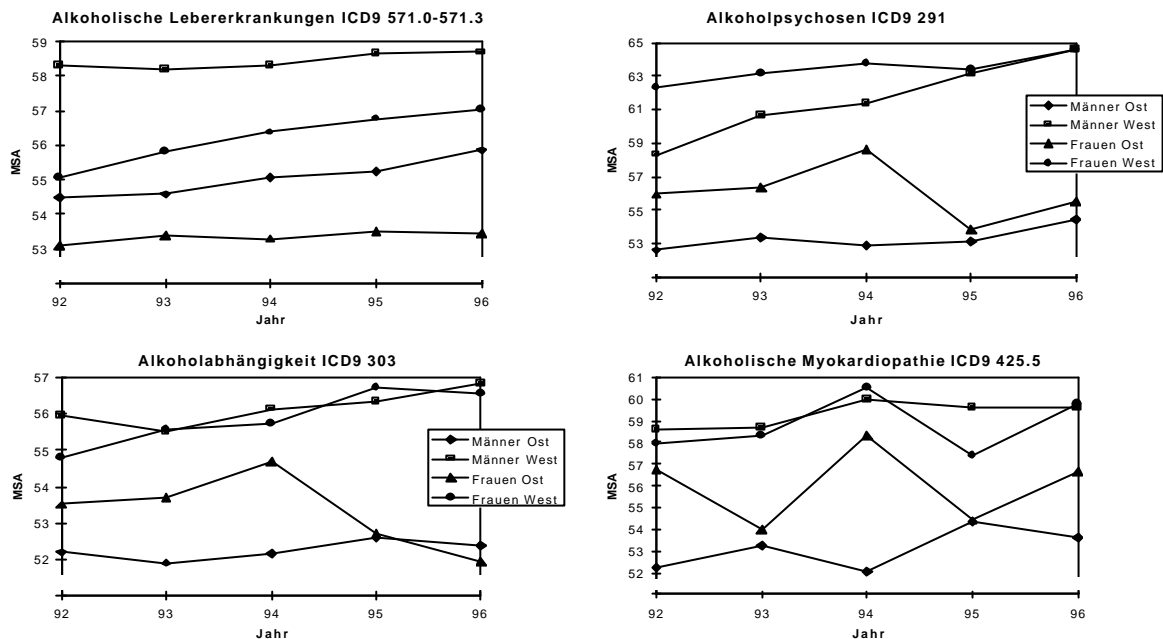 Alkoholische Lebererkrankungen ICD9 571.0-571.3
59
58
57
56
55
54
53
MSA
92 93 94 95 96
Jahr
Alkoholpsychosen ICD9 291
65
63
61
59
57
55
53
MSA
92 93 94 95 96
Jahr
Männer Ost
Männer West
Frauen Ost
Frauen West
Alkoholabhängigkeit ICD9 303
57
56
55
54
53
52
MSA
92 93 94 95 96
Jahr
Männer Ost
Männer West
Frauen Ost
Frauen West
Alkoholische Myokardiopathie ICD9 425.5
61
60
59
58
57
56
55
54
53
52
MSA
92 93 94 95 96
Jahr